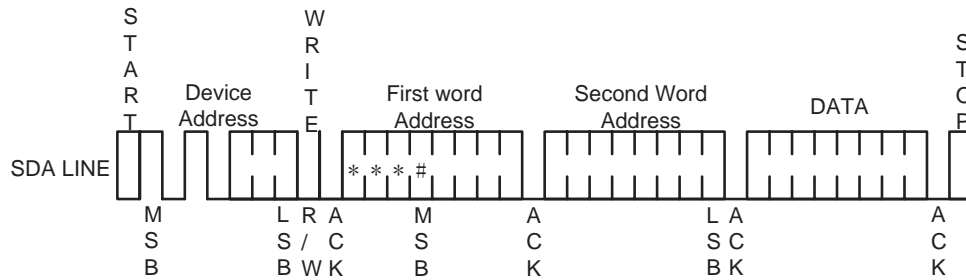 START
WRITE
STOP
Device
Address
First word
Address
Second Word
Address
DATA
SDA LINE
* * * #
MSB
LSB
R/W
ACK
MSB
ACK
LSB
ACK
ACK